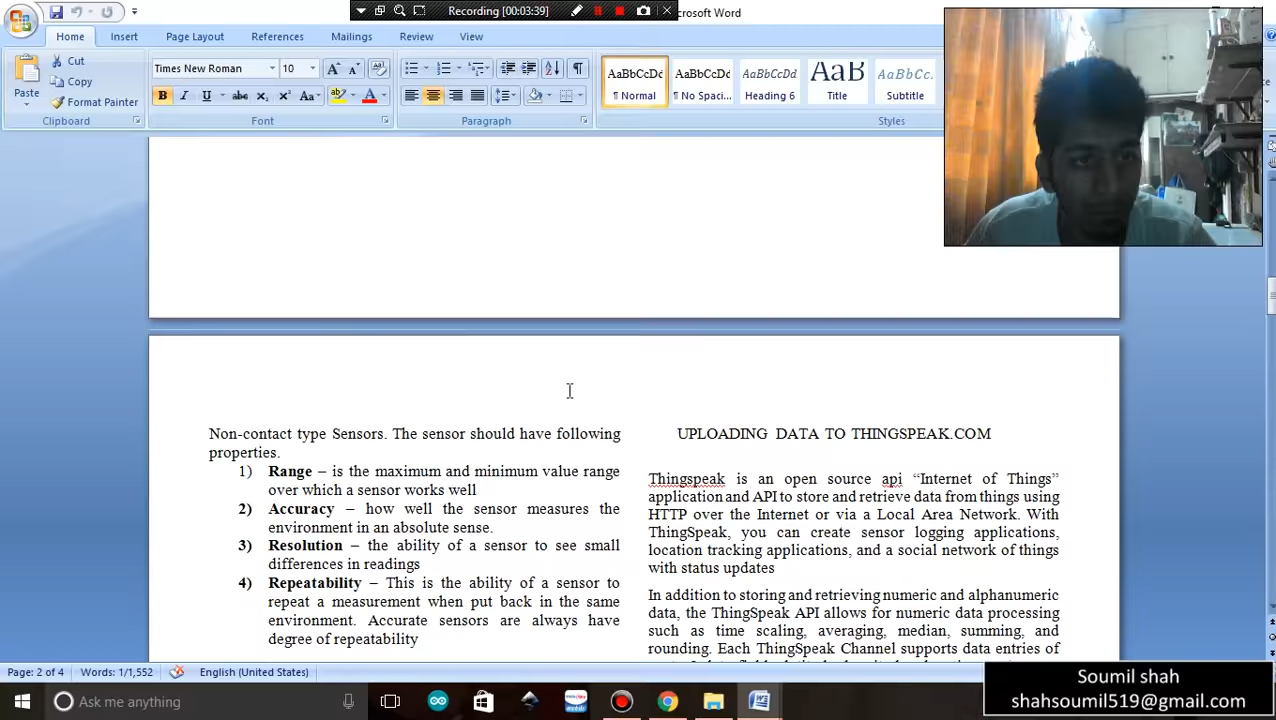 Recording [00:03:39]
crosoft Word
Home
Insert
Page Layout
References
Mailings
Review
View
Paste
Cut
Copy
Format Painter
Clipboard
Times New Roman
10
Font
Paragraph
AaBbCcDd
¶ Normal
AaBbCcDd
¶ No Spaci...
AaBbCcDd
Heading 6
AaB
Title
AaBbCc.
Subtitle
Styles
Non-contact type Sensors. The sensor should have following
properties.
1) Range – is the maximum and minimum value range
over which a sensor works well
2) Accuracy – how well the sensor measures the
environment in an absolute sense.
3) Resolution – the ability of a sensor to see small
differences in readings
4) Repeatability – This is the ability of a sensor to
repeat a measurement when put back in the same
environment. Accurate sensors are always have
degree of repeatability
UPLOADING DATA TO THINGSPEAK.COM
Thingspeak is an open source api “Internet of Things”
application and API to store and retrieve data from things using
HTTP over the Internet or via a Local Area Network. With
ThingSpeak, you can create sensor logging applications,
location tracking applications, and a social network of things
with status updates
In addition to storing and retrieving numeric and alphanumeric
data, the ThingSpeak API allows for numeric data processing
such as time scaling, averaging, median, summing, and
rounding. Each ThingSpeak Channel supports data entries of
Page: 2 of 4
Words: 1/1,552
English (United States)
Ask me anything
Soumil shah
shahsoumil519@gmail.com